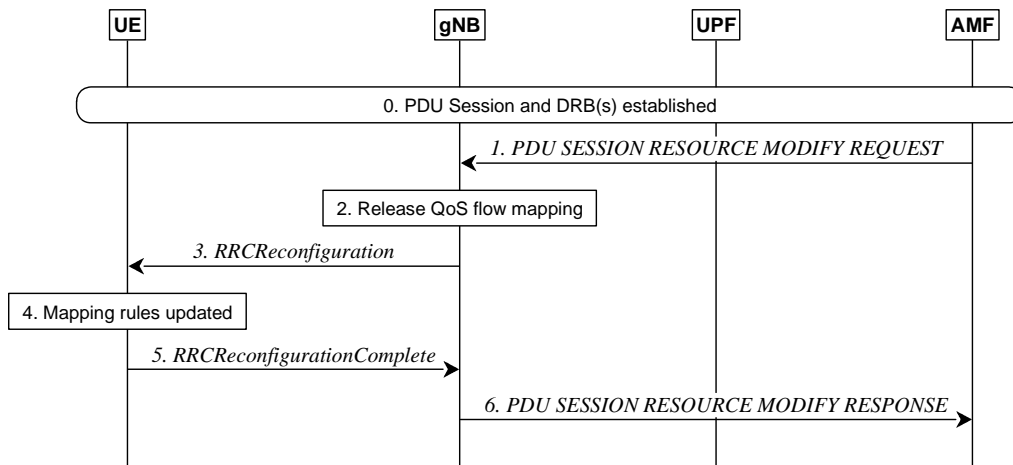 UE
gNB
UPF
AMF
0. PDU Session and DRB(s) established
1. PDU SESSION RESOURCE MODIFY REQUEST
2. Release QoS flow mapping
3. RRCReconfiguration
4. Mapping rules updated
5. RRCReconfigurationComplete
6. PDU SESSION RESOURCE MODIFY RESPONSE